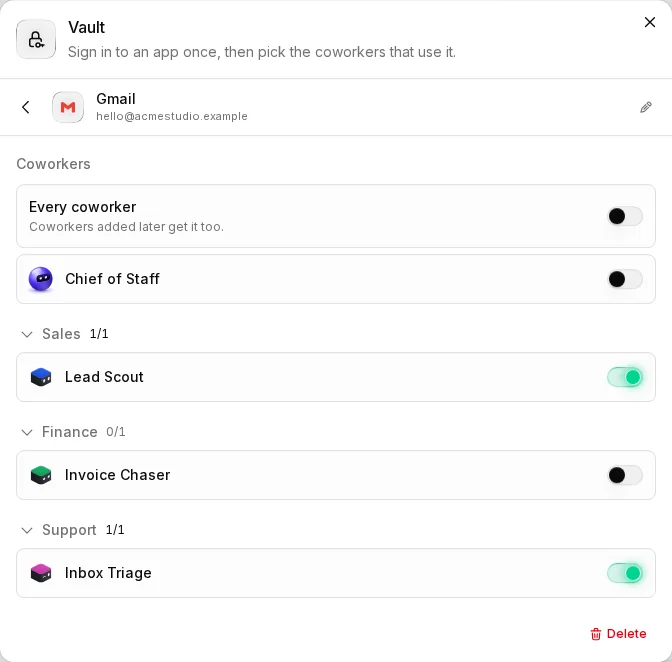 Vault
Sign in to an app once, then pick the coworkers that use it.
Gmail
hello@acmestudio.example
Coworkers
Every coworker
Coworkers added later get it too.
Chief of Staff
Sales 1/1
Lead Scout
Finance 0/1
Invoice Chaser
Support 1/1
Inbox Triage
Delete